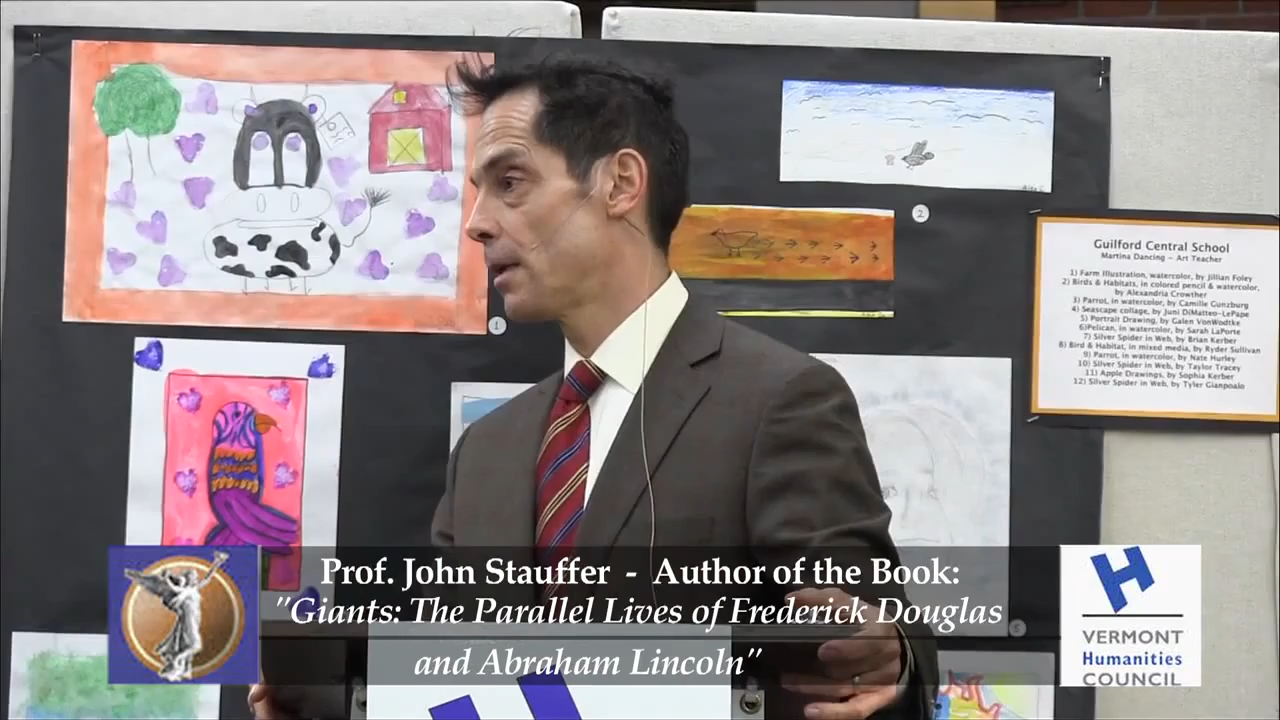 1
2
Guilford Central School
Martina Dancing - Art Teacher
1) Farm Illustration, watercolor, by Jillian Foley
2) Birds & Habitats, in colored pencil & watercolor,
by Alexandria Crowther
3) Parrot, in watercolor, by Camille Gunzburg
4) Seascape collage, by Juni DiMatteo-LePape
5) Portrait Drawing, by Galen VonWodtke
6)Pelican, in watercolor, by Sarah LaPorte
7) Silver Spider in Web, by Brian Kerber
8) Bird & Habitat, in mixed media, by Ryder Sullivan
9) Parrot, in watercolor, by Nate Hurley
10) Silver Spider in Web, by Taylor Tracey
11) Apple Drawings, by Sophia Kerber
12) Silver Spider in Web, by Tyler Gianpoalo
Prof. John Stauffer - Author of the Book:
"Giants: The Parallel Lives of Frederick Douglas
and Abraham Lincoln"
H
VERMONT
Humanities
COUNCIL
5